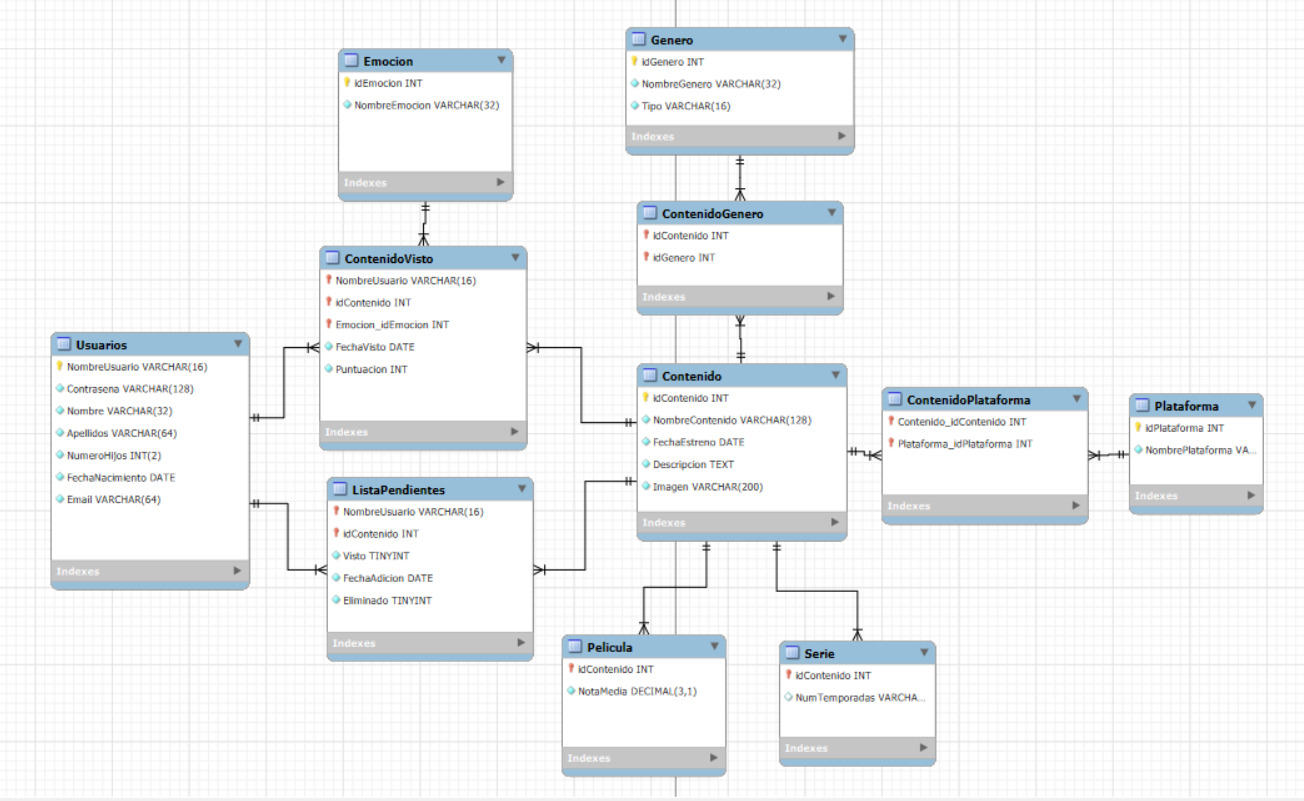 Emocion
idEmocion INT
NombreEmocion VARCHAR(32)
Indexes
Genero
idGenero INT
NombreGenero VARCHAR(32)
Tipo VARCHAR(16)
Indexes
ContenidoGenero
idContenido INT
idGenero INT
Indexes
ContenidoVisto
NombreUsuario VARCHAR(16)
idContenido INT
Emocion_idEmocion INT
FechaVisto DATE
Puntuacion INT
Indexes
Usuarios
NombreUsuario VARCHAR(16)
Contrasena VARCHAR(128)
Nombre VARCHAR(32)
Apellidos VARCHAR(64)
NumeroHijos INT(2)
FechaNacimiento DATE
Email VARCHAR(64)
Indexes
Contenido
idContenido INT
NombreContenido VARCHAR(128)
FechaEstreno DATE
Descripcion TEXT
Imagen VARCHAR(200)
Indexes
ContenidoPlataforma
Contenido_idContenido INT
Plataforma_idPlataforma INT
Indexes
Plataforma
idPlataforma INT
NombrePlataforma VA...
Indexes
ListaPendientes
NombreUsuario VARCHAR(16)
idContenido INT
Visto TINYINT
FechaAdicion DATE
Eliminado TINYINT
Indexes
Pelicula
idContenido INT
NotaMedia DECIMAL(3,1)
Indexes
Serie
idContenido INT
NumTemporadas VARCHA...
Indexes